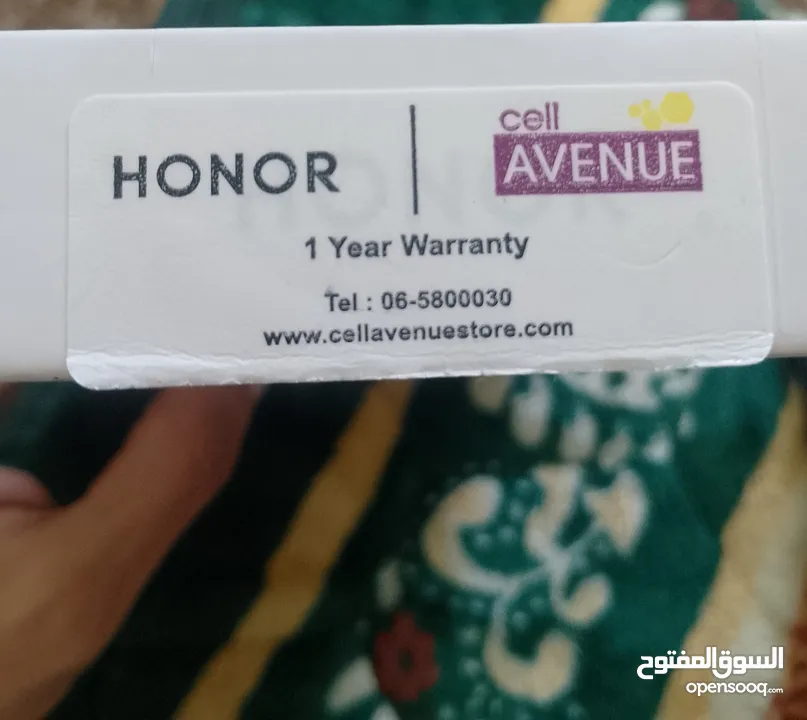 HONOR
cell
AVENUE
1 Year Warranty
Tel : 06-5800030
www.cellavenuestore.com
السوق المفتوح
opensooq.com